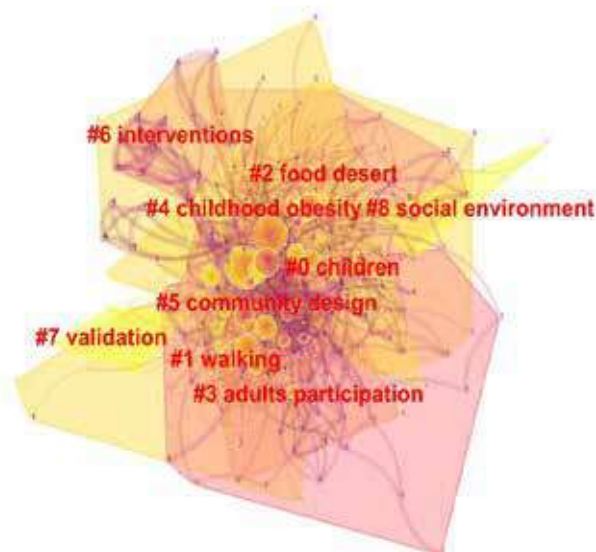 #6 interventions
#2 food desert
#4 childhood obesity #8 social environment
#0 children
#5 community design
#7 validation
#1 walking
#3 adults participation